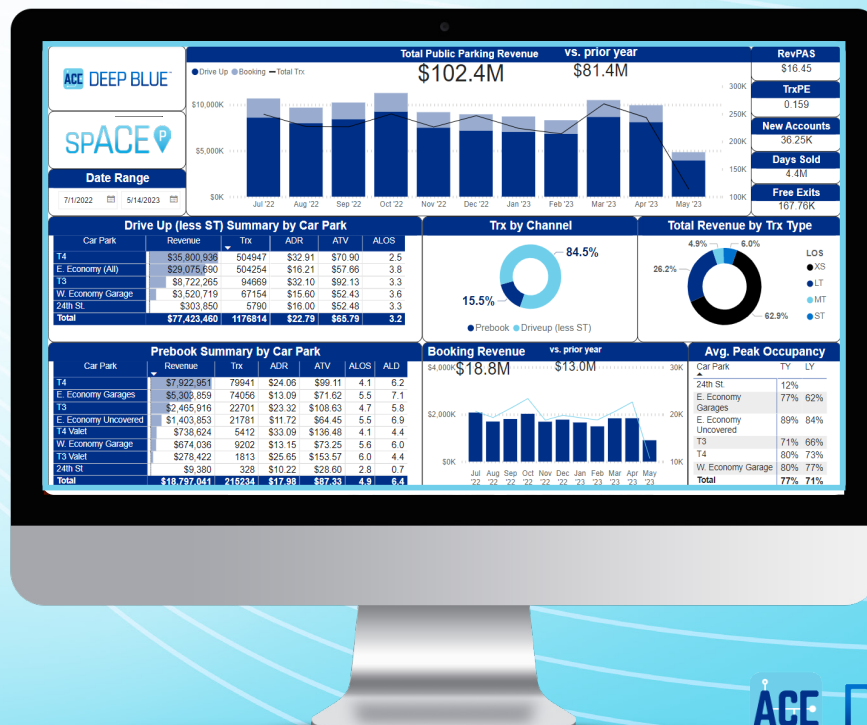 ACE DEEP BLUE™
spACE P
Date Range
7/1/2022 5/14/2023
Total Public Parking Revenue vs. prior year
$102.4M $81.4M
Drive Up Booking Total Trx
$10,000K
$5,000K
$0K
300K
250K
200K
150K
100K
Jul '22 Aug '22 Sep '22 Oct '22 Nov '22 Dec '22 Jan '23 Feb '23 Mar '23 Apr '23 May '23
RevPAS
$16.45
TrxPE
0.159
New Accounts
36.25K
Days Sold
4.4M
Free Exits
167.76K
Drive Up (less ST) Summary by Car Park
Car Park Revenue Trx ADR ATV ALOS
T4 $35,800,936 504947 $32.91 $70.90 2.5
E. Economy (All) $29,075,690 504254 $16.21 $57.66 3.8
T3 $8,722,265 94669 $32.10 $92.13 3.3
W. Economy Garage $3,520,719 67154 $15.60 $52.43 3.6
24th St. $303,850 5790 $16.00 $52.48 3.3
Total $77,423,460 1176814 $22.79 $65.79 3.2
Trx by Channel
84.5%
15.5%
Prebook Driveup (less ST)
Total Revenue by Trx Type
4.9% 6.0%
26.2%
62.9%
LOS
XS
LT
MT
ST
Prebook Summary by Car Park
Car Park Revenue Trx ADR ATV ALOS ALD
T4 $7,922,951 79941 $24.06 $99.11 4.1 6.2
E. Economy Garages $5,303,859 74056 $13.09 $71.62 5.5 7.1
T3 $2,465,916 22701 $23.32 $108.63 4.7 5.8
E. Economy Uncovered $1,403,853 21781 $11.72 $64.45 5.5 6.9
T4 Valet $738,624 5412 $33.09 $136.48 4.1 4.4
W. Economy Garage $674,036 9202 $13.15 $73.25 5.6 6.0
T3 Valet $278,422 1813 $25.65 $153.57 6.0 4.4
24th St $9,380 328 $10.22 $28.60 2.8 0.7
Total $18,797,041 215234 $17.98 $87.33 4.9 6.4
Booking Revenue vs. prior year
$18.8M $13.0M
$4,000K
$2,000K
$0K
30K
20K
10K
Jul Aug Sep Oct Nov Dec Jan Feb Mar Apr May
'22 '22 '22 '22 '22 '22 '23 '23 '23 '23 '23
Avg. Peak Occupancy
Car Park TY LY
24th St. 12%
E. Economy Garages 77% 62%
E. Economy Uncovered 89% 84%
T3 71% 66%
T4 80% 73%
W. Economy Garage 80% 77%
Total 77% 71%
ACE